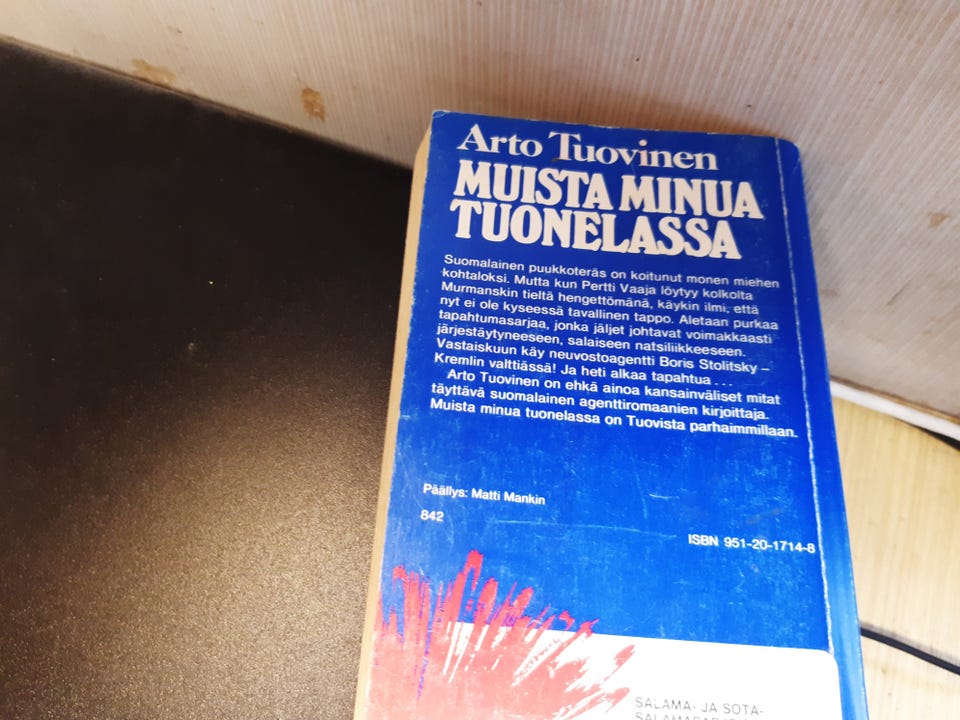 Arto Tuovinen
MUISTA MINUA
TUONELASSA
Suomalainen puukkoteräs on koitunut monen miehen
kohtaloksi. Mutta kun Pertti Vaaja löytyy kolkolta
Murmanskin tieltä hengettömänä, käykin ilmi, että
nyt ei ole kyseessä tavallinen tappo. Aletaan purkaa
tapahtumasarjaa, jonka jäljet johtavat voimakkaasti
järjestäytyneeseen, salaiseen natsiliikkeeseen.
Vastaiskuun käy neuvostoagentti Boris Stolitsky –
Kremlin valttiässä! Ja heti alkaa tapahtua . . .
Arto Tuovinen on ehkä ainoa kansainväliset mitat
täyttävä suomalainen agenttiromaanien kirjoittaja.
Muista minua tuonelassa on Tuovista parhaimmillaan.
Päällys: Matti Mankin
842
ISBN 951-20-1714-8
SALAMA- JA SOTA-